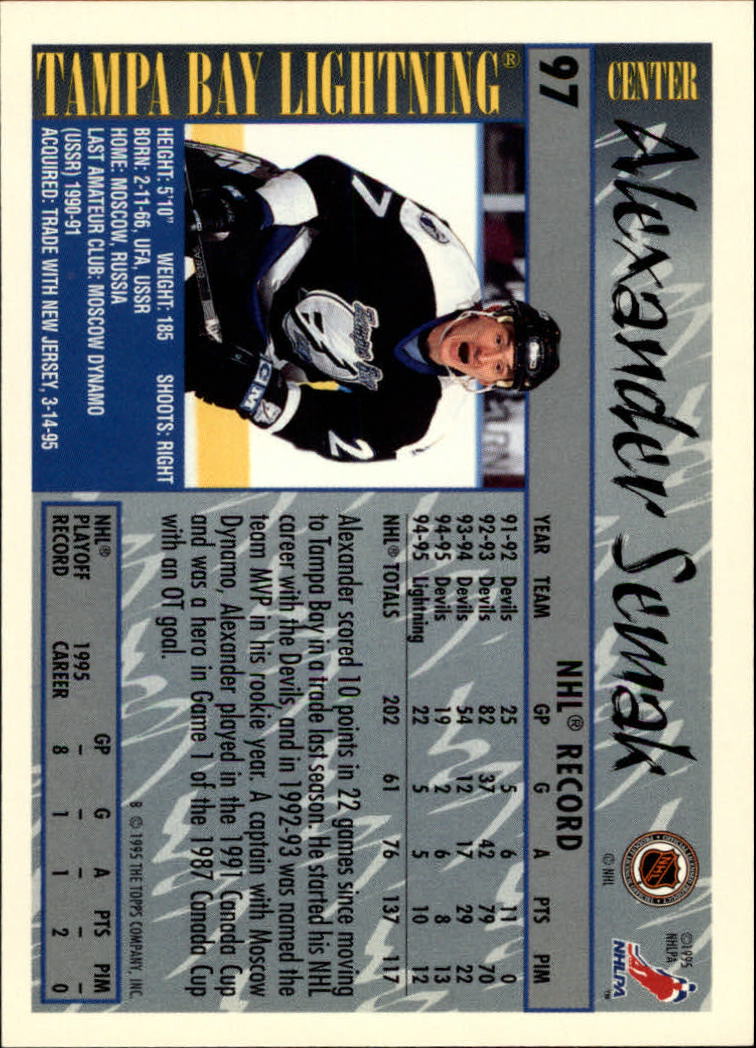 CENTER
Alexander Semak
© NHL
©1995
NHLPA
NHLPA™
97
NHL® RECORD
YEAR TEAM GP G A PTS PIM
91-92 Devils 25 5 6 11 0
92-93 Devils 82 37 42 79 70
93-94 Devils 54 12 17 29 22
94-95 Devils 19 2 6 8 13
94-95 Lightning 22 5 5 10 12
NHL® TOTALS 202 61 76 137 117
Alexander scored 10 points in 22 games since moving
to Tampa Bay in a trade last season. He started his NHL
career with the Devils, and in 1992-93 was named the
team MVP in his rookie year. A captain with Moscow
Dynamo, Alexander played in the 1991 Canada Cup
and was a hero in Game 1 of the 1987 Canada Cup
with an OT goal.
B © 1995 THE TOPPS COMPANY, INC.
NHL®
PLAYOFF
RECORD
GP G A PTS PIM
1995 – – – – –
CAREER 8 1 1 2 0
TAMPA BAY LIGHTNING®
HEIGHT: 5'10" WEIGHT: 185 SHOOTS: RIGHT
BORN: 2-11-66, UFA, USSR
HOME: MOSCOW, RUSSIA
LAST AMATEUR CLUB: MOSCOW DYNAMO
(USSR) 1990-91
ACQUIRED: TRADE WITH NEW JERSEY, 3-14-95